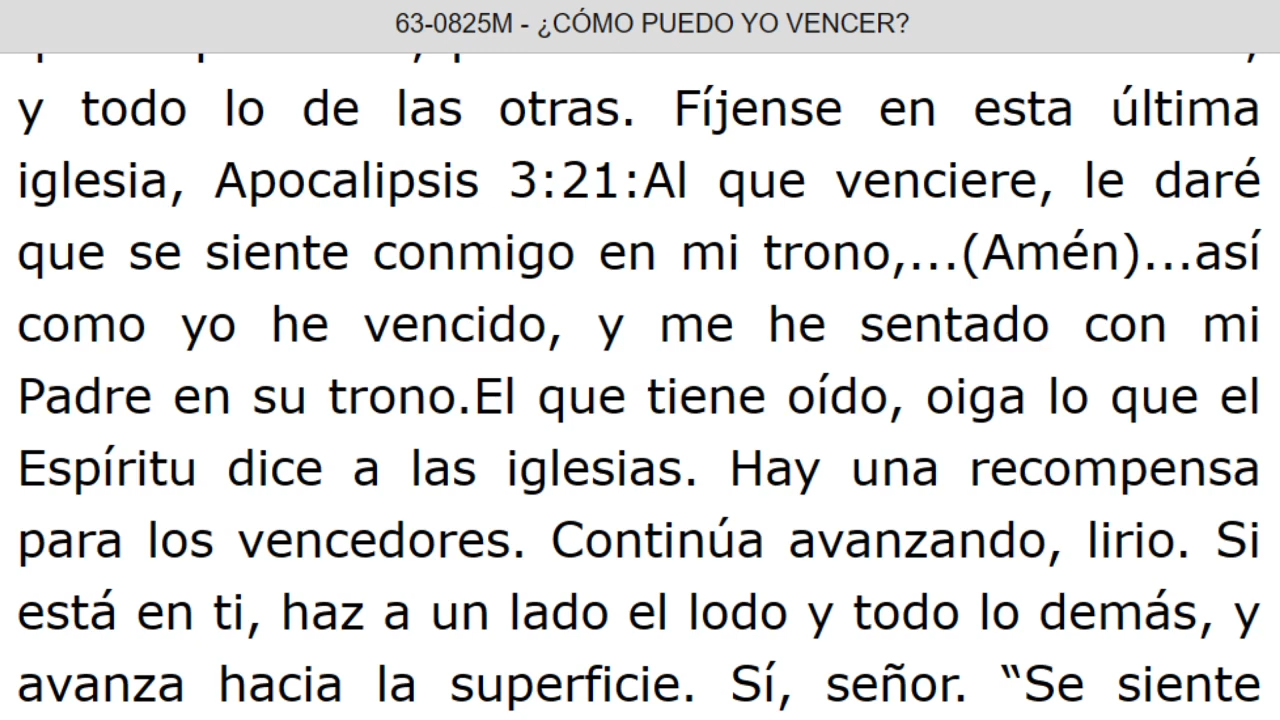 63-0825M - ¿CÓMO PUEDO YO VENCER?
y todo lo de las otras. Fíjense en esta última
iglesia, Apocalipsis 3:21:Al que venciere, le daré
que se siente conmigo en mi trono,...(Amén)...así
como yo he vencido, y me he sentado con mi
Padre en su trono.El que tiene oído, oiga lo que el
Espíritu dice a las iglesias. Hay una recompensa
para los vencedores. Continúa avanzando, lirio. Si
está en ti, haz a un lado el lodo y todo lo demás, y
avanza hacia la superficie. Sí, señor. “Se siente